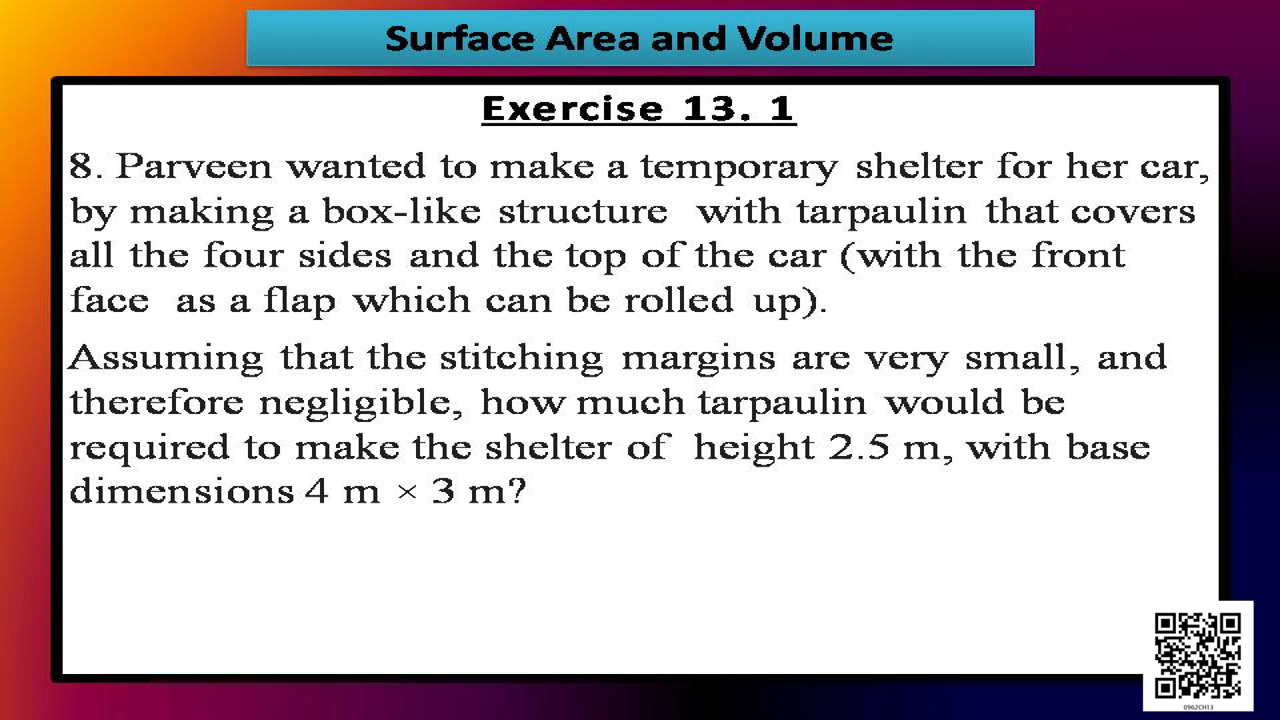 Surface Area and Volume
Exercise 13. 1
8. Parveen wanted to make a temporary shelter for her car,
by making a box-like structure with tarpaulin that covers
all the four sides and the top of the car (with the front
face as a flap which can be rolled up).
Assuming that the stitching margins are very small, and
therefore negligible, how much tarpaulin would be
required to make the shelter of height 2.5 m, with base
dimensions 4 m × 3 m?
0962CH13